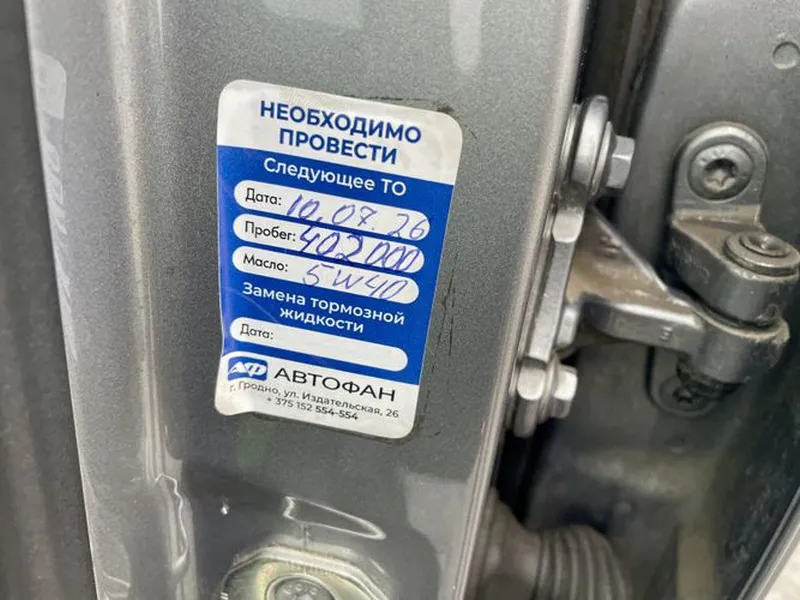 НЕОБХОДИМО
ПРОВЕСТИ
Следующее ТО
Дата: 10.07.26
Пробег: 402000
Масло: 5W40
Замена тормозной
жидкости
Дата:
АФ АВТОФАН
г. Гродно, ул. Издательская, 26
+ 375 152 554-554